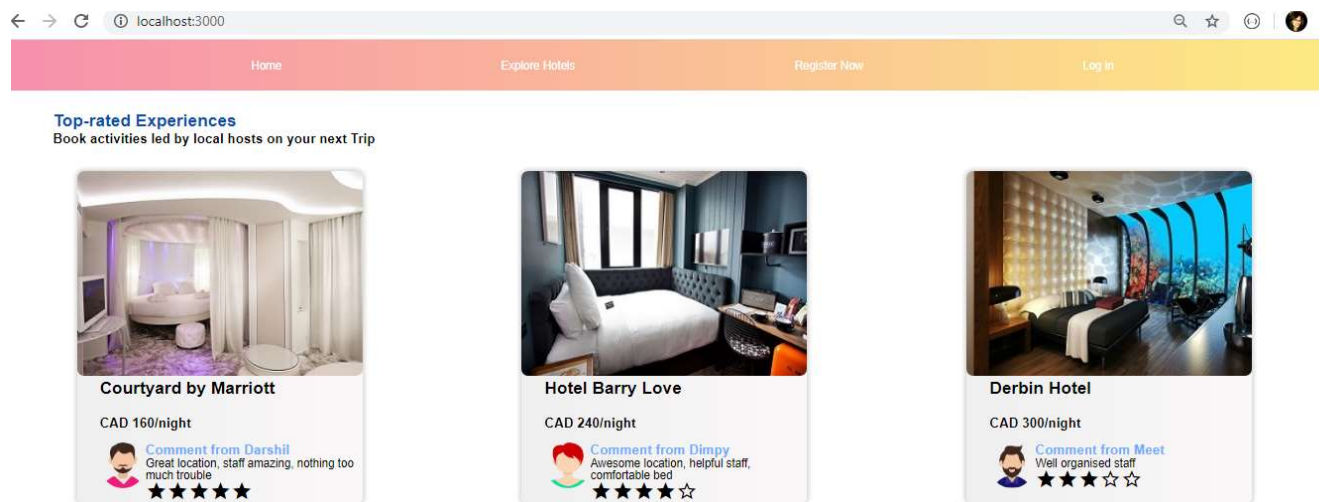 localhost:3000
Home Explore Hotels Register Now Log in
Top-rated Experiences
Book activities led by local hosts on your next Trip
Courtyard by Marriott
CAD 160/night
Comment from Darshil
Great location, staff amazing, nothing too
much trouble
Hotel Barry Love
CAD 240/night
Comment from Dimpy
Awesome location, helpful staff,
comfortable bed
Derbin Hotel
CAD 300/night
Comment from Meet
Well organised staff